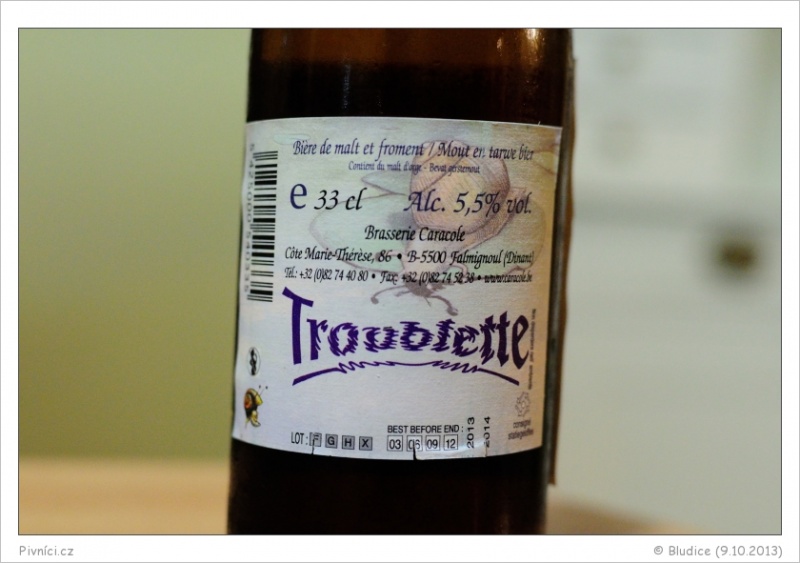 Bière de malt et froment / Mout en tarwe bier
Contient du malt d'orge - Bevat gerstemout
e 33 cl Alc. 5,5% vol.
Brasserie Caracole
Côte Marie-Thérèse, 86 • B-5500 Falmignoul (Dinant)
Tél.: +32 (0)82 74 40 80 • Fax: +32 (0)82 74 52 38 • www.caracole.be
Troublette
BEST BEFORE END :
LOT : F G H X 03 06 09 12 2013 2014
consigne
statiegeldfles
Pivníci.cz
© Bludice (9.10.2013)